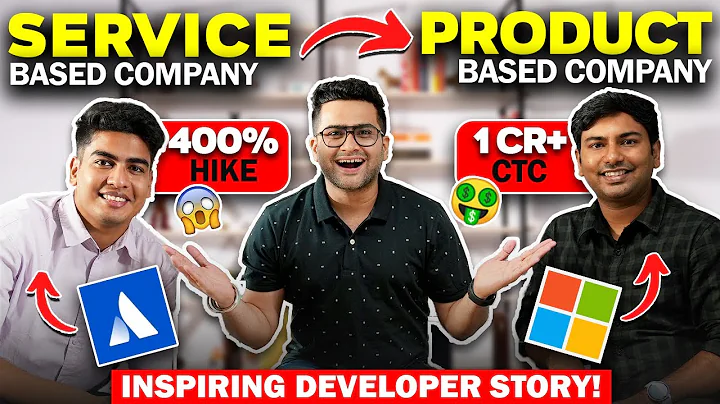 SERVICE
BASED COMPANY
PRODUCT
BASED COMPANY
400%
HIKE
1 CR+
CTC
INSPIRING DEVELOPER STORY!